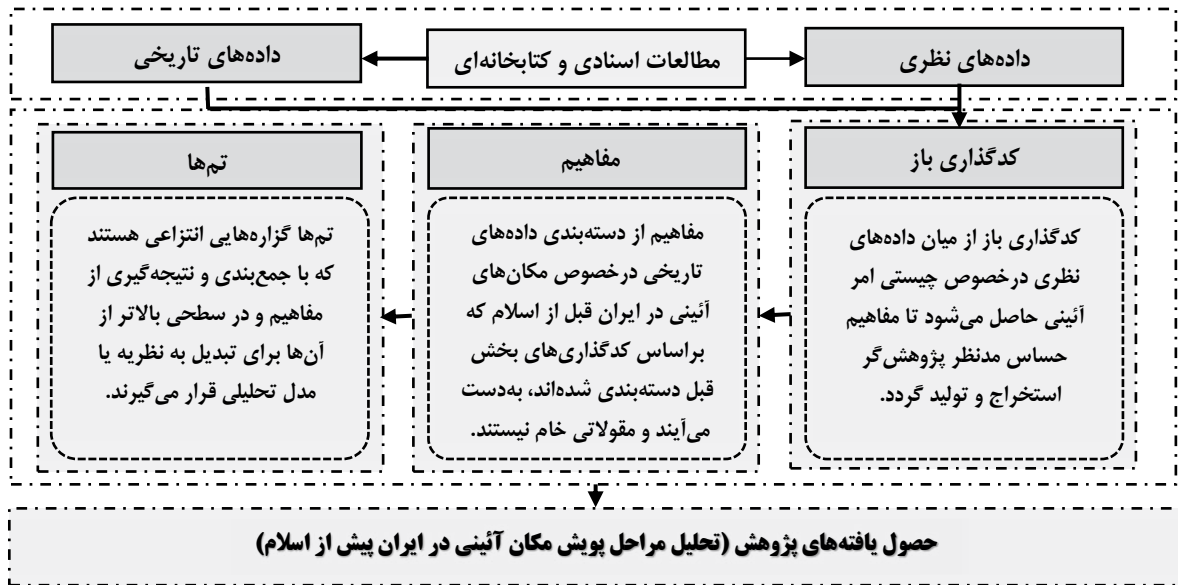 داده‌های نظری
مطالعات اسنادی و کتابخانه‌ای
داده‌های تاریخی
کدگذاری باز
کدگذاری باز از میان داده‌های
نظری درخصوص چیستی امر
آئینی حاصل می‌شود تا مفاهیم
حساس مدنظر پژوهش‌گر
استخراج و تولید گردد.
مفاهیم
مفاهیم از دسته‌بندی داده‌های
تاریخی درخصوص مکان‌های
آئینی در ایران قبل از اسلام که
براساس کدگذاری‌های بخش
قبل دسته‌بندی شده‌اند، به‌دست
می‌آیند و مقولاتی خام نیستند.
تم‌ها
تم‌ها گزاره‌هایی انتزاعی هستند
که با جمع‌بندی و نتیجه‌گیری از
مفاهیم و در سطحی بالاتر از
آن‌ها برای تبدیل به نظریه یا
مدل تحلیلی قرار می‌گیرند.
حصول یافته‌های پژوهش (تحلیل مراحل پویش مکان آئینی در ایران پیش از اسلام)